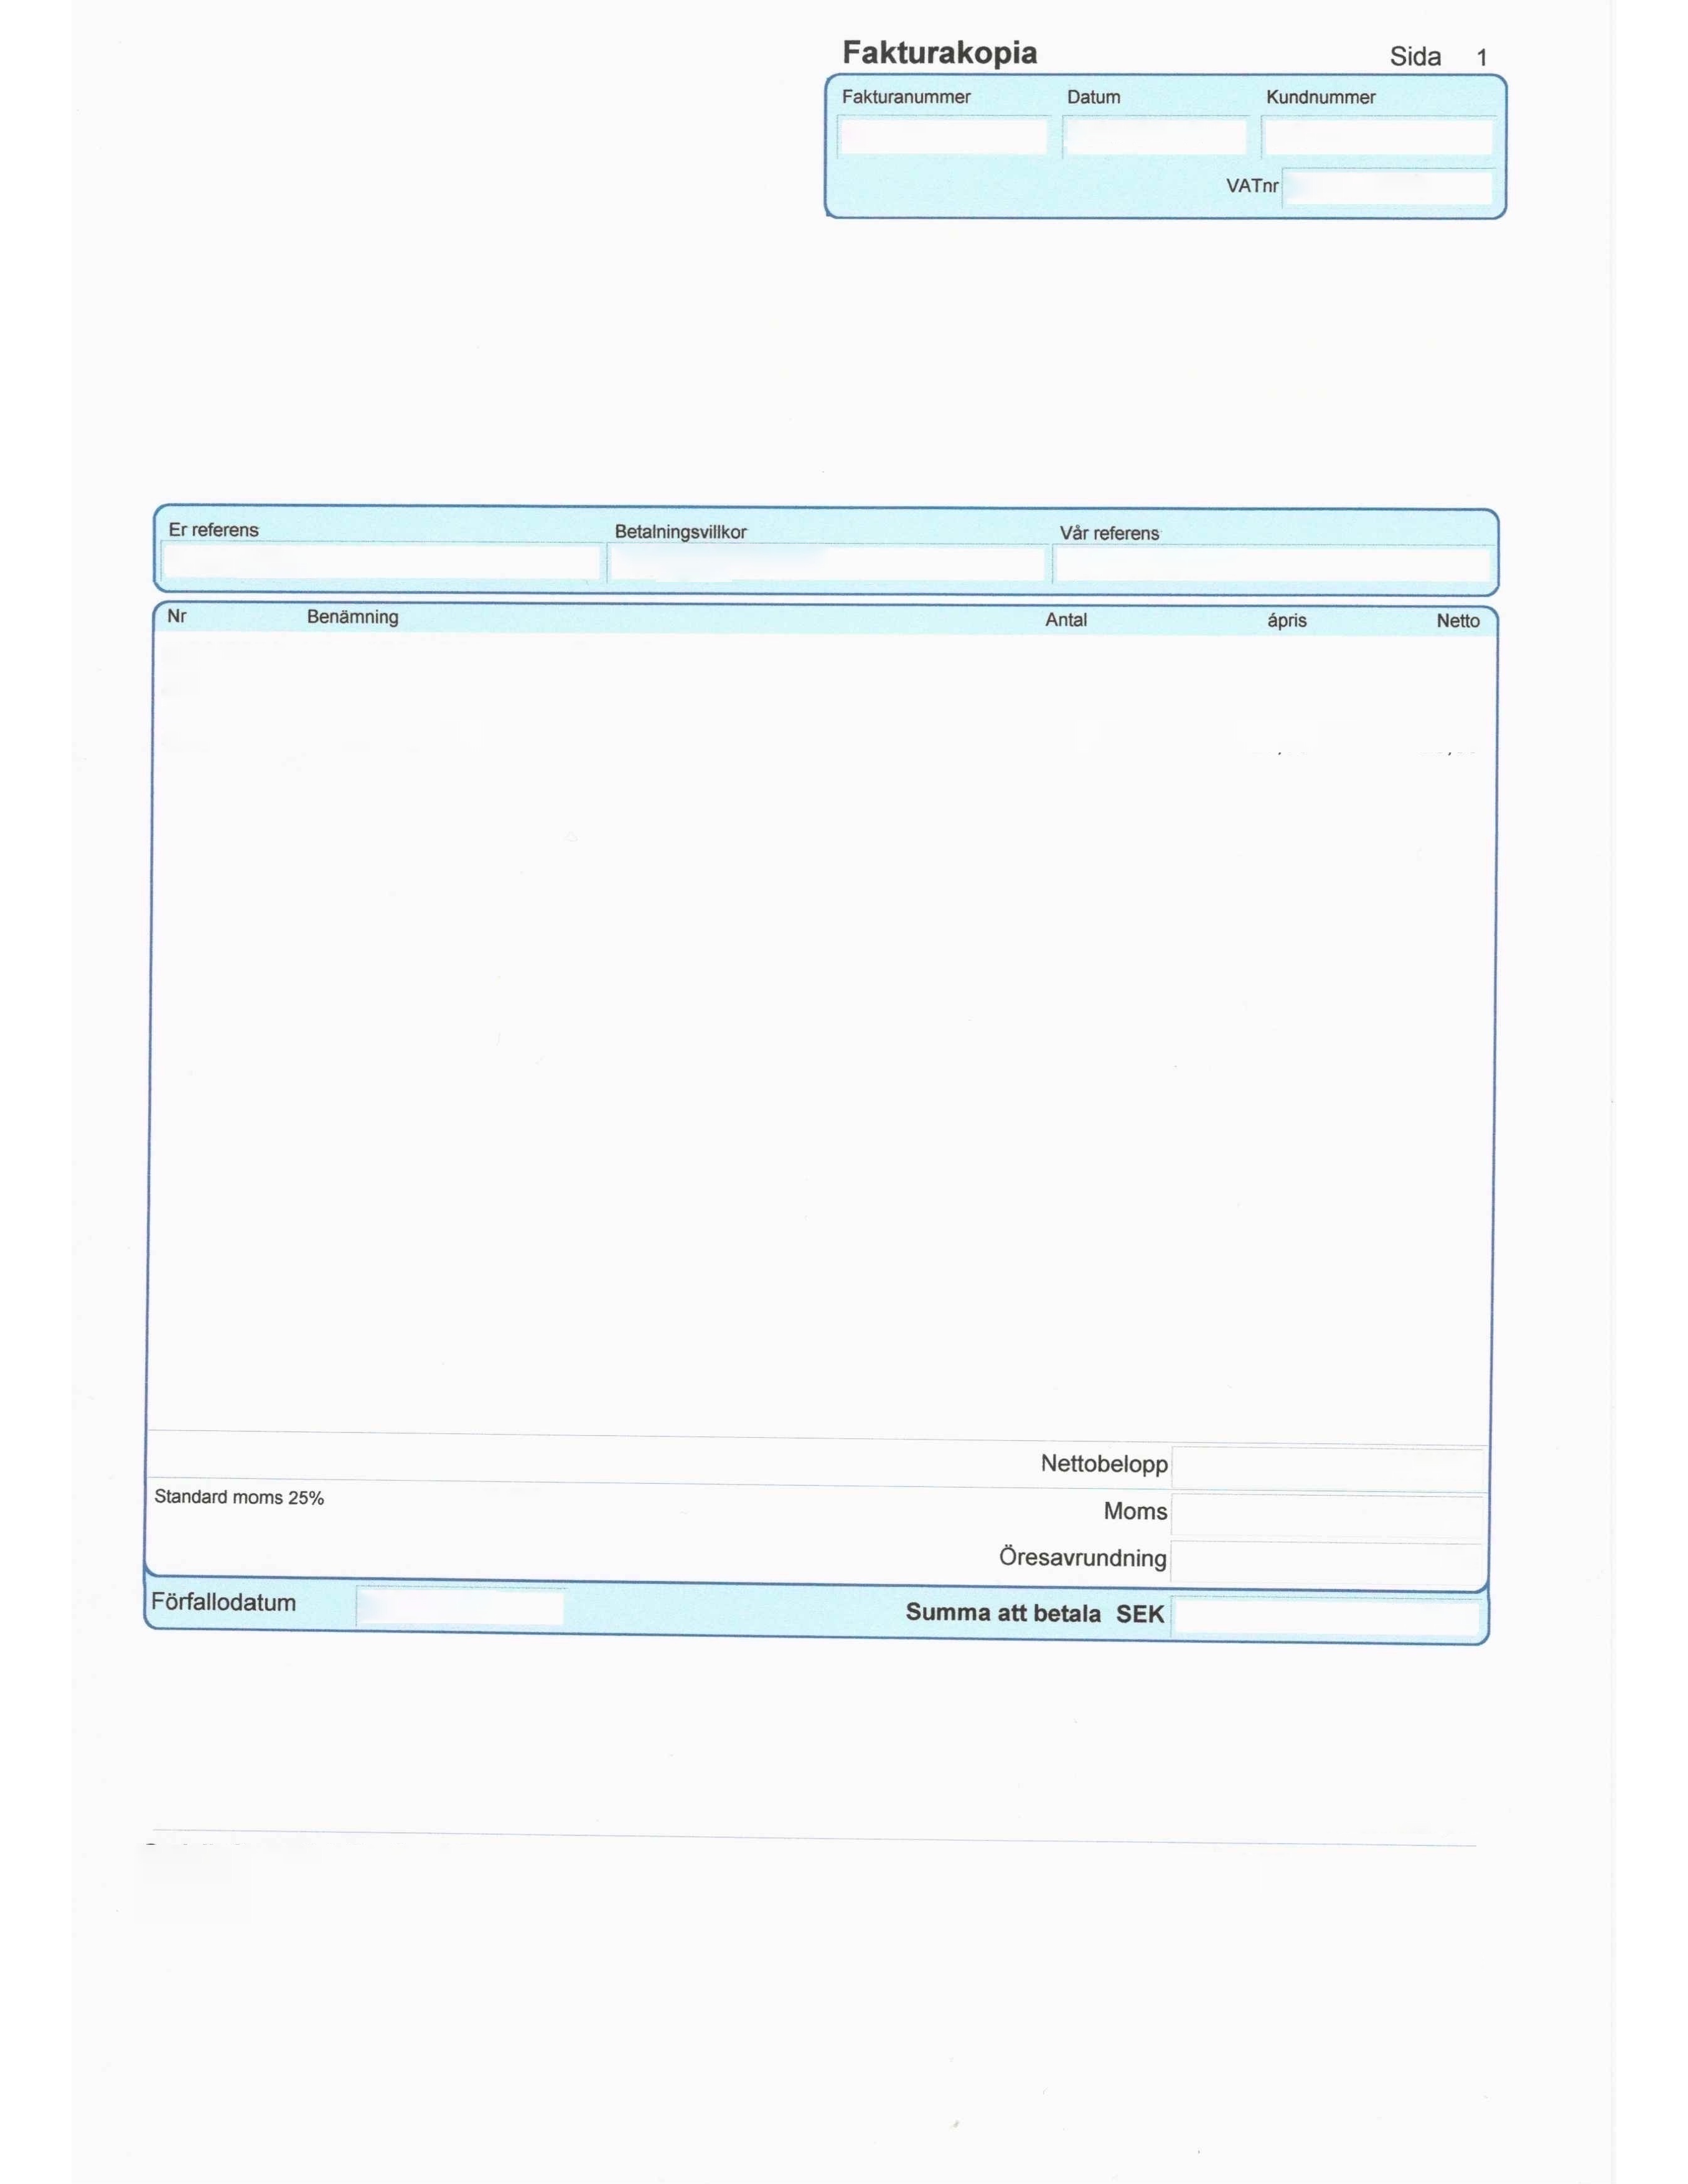 Fakturakopia Sida 1
Fakturanummer Datum Kundnummer
VATnr
Er referens Betalningsvillkor Vår referens
Nr Benämning Antal ápris Netto
Nettobelopp
Standard moms 25% Moms
Öresavrundning
Förfallodatum Summa att betala SEK